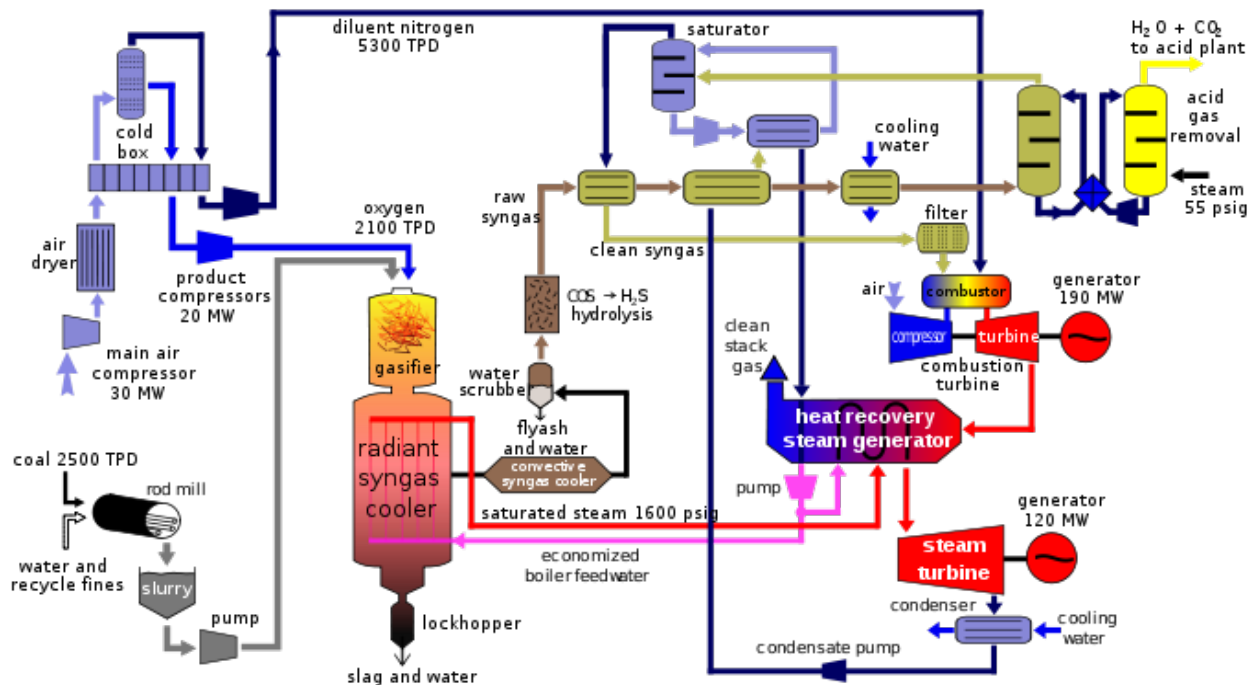 diluent nitrogen
5300 TPD
saturator
H₂O + CO₂
to acid plant
cold
box
cooling
water
acid
gas
removal
steam
55 psig
raw
syngas
oxygen
2100 TPD
air
dryer
filter
clean syngas
product
compressors
20 MW
COS → H₂S
hydrolysis
air
combustor
generator
190 MW
compressor
turbine
combustion
turbine
clean
stack
gas
main air
compressor
30 MW
gasifier
water
scrubber
flyash
and water
heat recovery
steam generator
radiant
syngas
cooler
convective
syngas cooler
coal 2500 TPD
rod mill
pump
saturated steam 1600 psig
generator
120 MW
steam
turbine
economized
boiler feedwater
water and
recycle fines
slurry
pump
condenser
cooling
water
lockhopper
condensate pump
slag and water